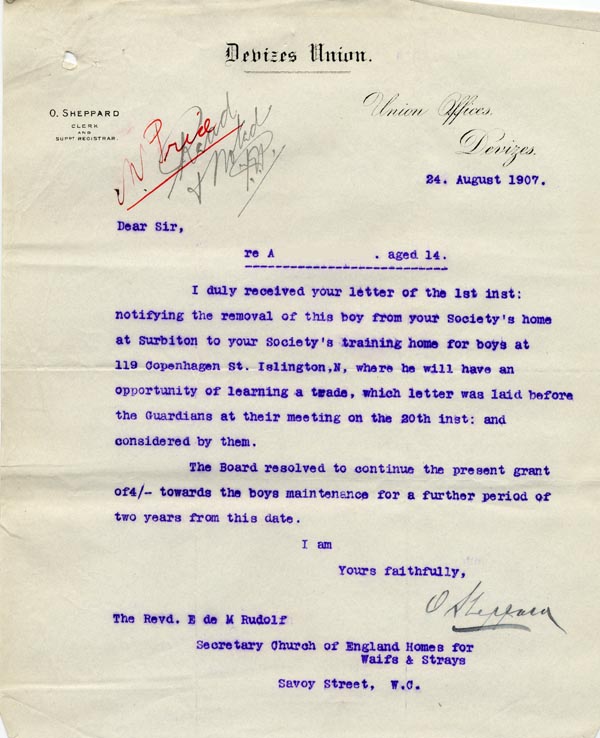 Devizes Union.
O. SHEPPARD
CLERK
AND
SUPPT REGISTRAR.
Union Offices.
Devizes.
24. August 1907.
Dear Sir,
re A . aged 14.
I duly received your letter of the 1st inst:
notifying the removal of this boy from your Society's home
at Surbiton to your Society's training home for boys at
119 Copenhagen St. Islington,N, where he will have an
opportunity of learning a trade, which letter was laid before
the Guardians at their meeting on the 20th inst: and
considered by them.
The Board resolved to continue the present grant
of4/- towards the boys maintenance for a further period of
two years from this date.
I am
Yours faithfully,
O Sheppard
The Revd. E de M Rudolf
Secretary Church of England Homes for
Waifs & Strays
Savoy Street, W.C.